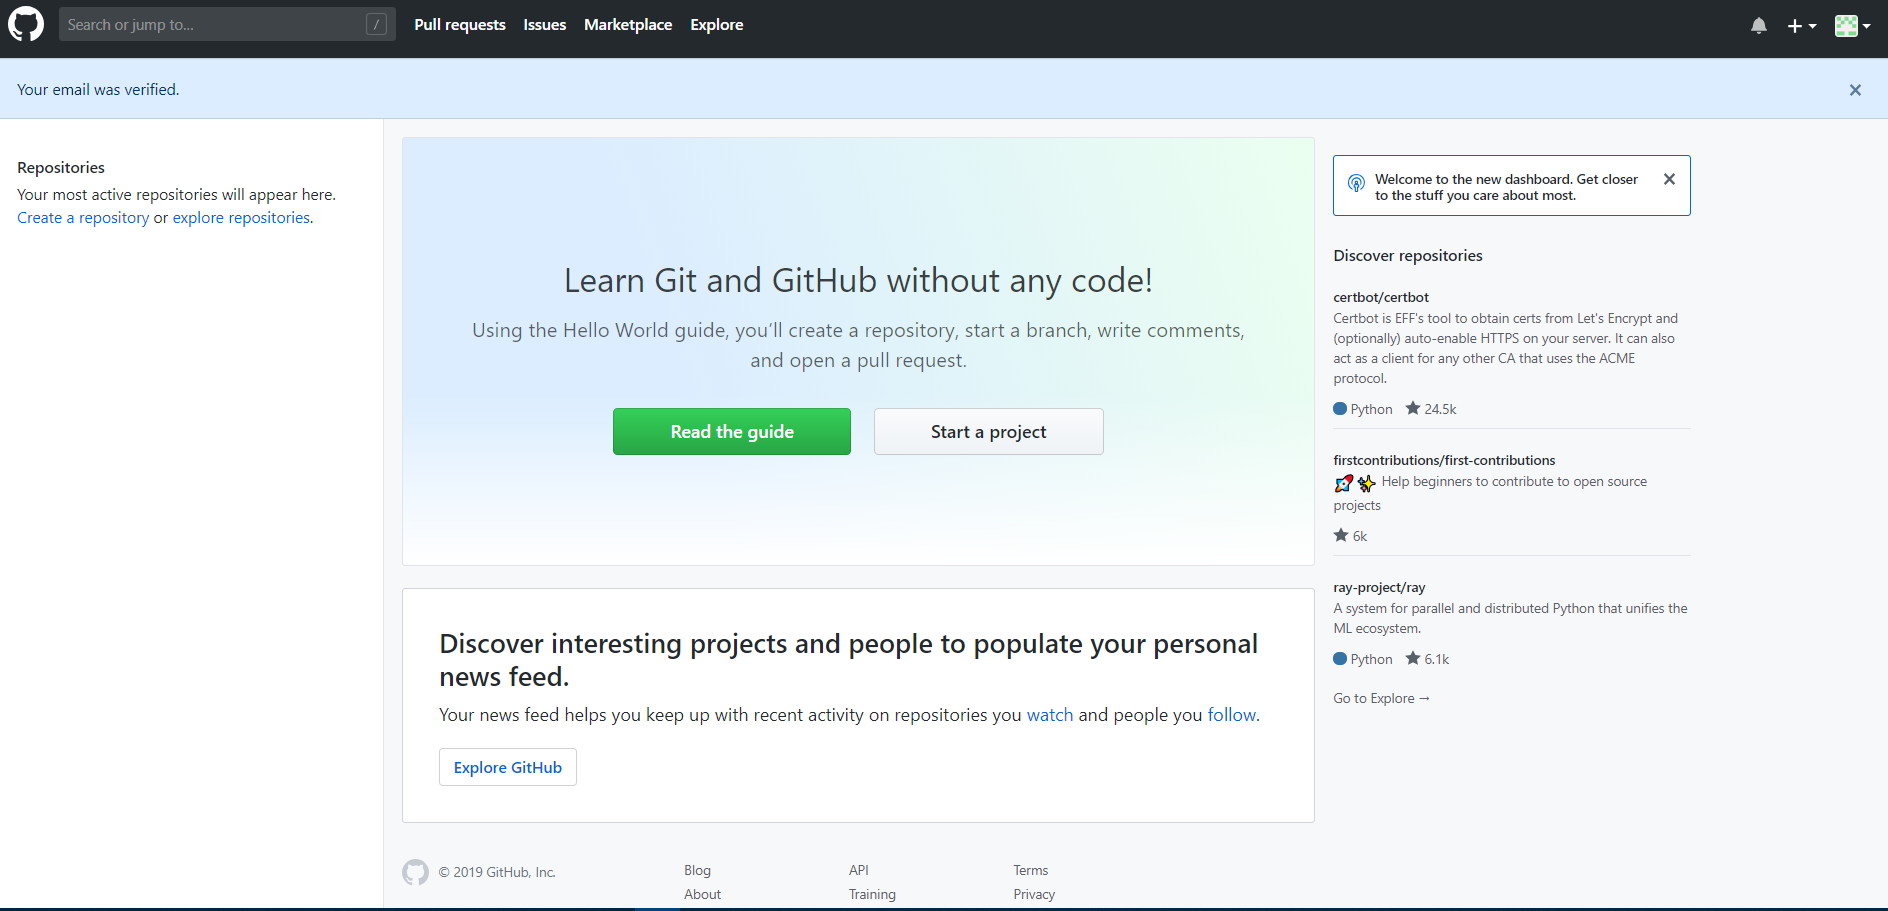 Search or jump to...
/
Pull requests
Issues
Marketplace
Explore
Your email was verified.
Repositories
Your most active repositories will appear here.
Create a repository or explore repositories.
Learn Git and GitHub without any code!
Using the Hello World guide, you’ll create a repository, start a branch, write comments,
and open a pull request.
Read the guide
Start a project
Discover interesting projects and people to populate your personal
news feed.
Your news feed helps you keep up with recent activity on repositories you watch and people you follow.
Explore GitHub
Welcome to the new dashboard. Get closer
to the stuff you care about most.
Discover repositories
certbot/certbot
Certbot is EFF's tool to obtain certs from Let's Encrypt and
(optionally) auto-enable HTTPS on your server. It can also
act as a client for any other CA that uses the ACME
protocol.
Python 24.5k
firstcontributions/first-contributions
🚀✨ Help beginners to contribute to open source
projects
6k
ray-project/ray
A system for parallel and distributed Python that unifies the
ML ecosystem.
Python 6.1k
Go to Explore →
© 2019 GitHub, Inc.
Blog
About
API
Training
Terms
Privacy